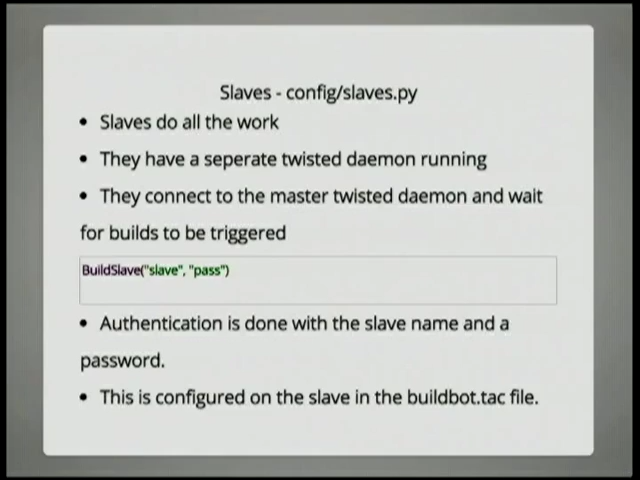 Slaves - config/slaves.py
• Slaves do all the work
• They have a seperate twisted daemon running
• They connect to the master twisted daemon and wait
for builds to be triggered
BuildSlave("slave", "pass")
• Authentication is done with the slave name and a
password.
• This is configured on the slave in the buildbot.tac file.